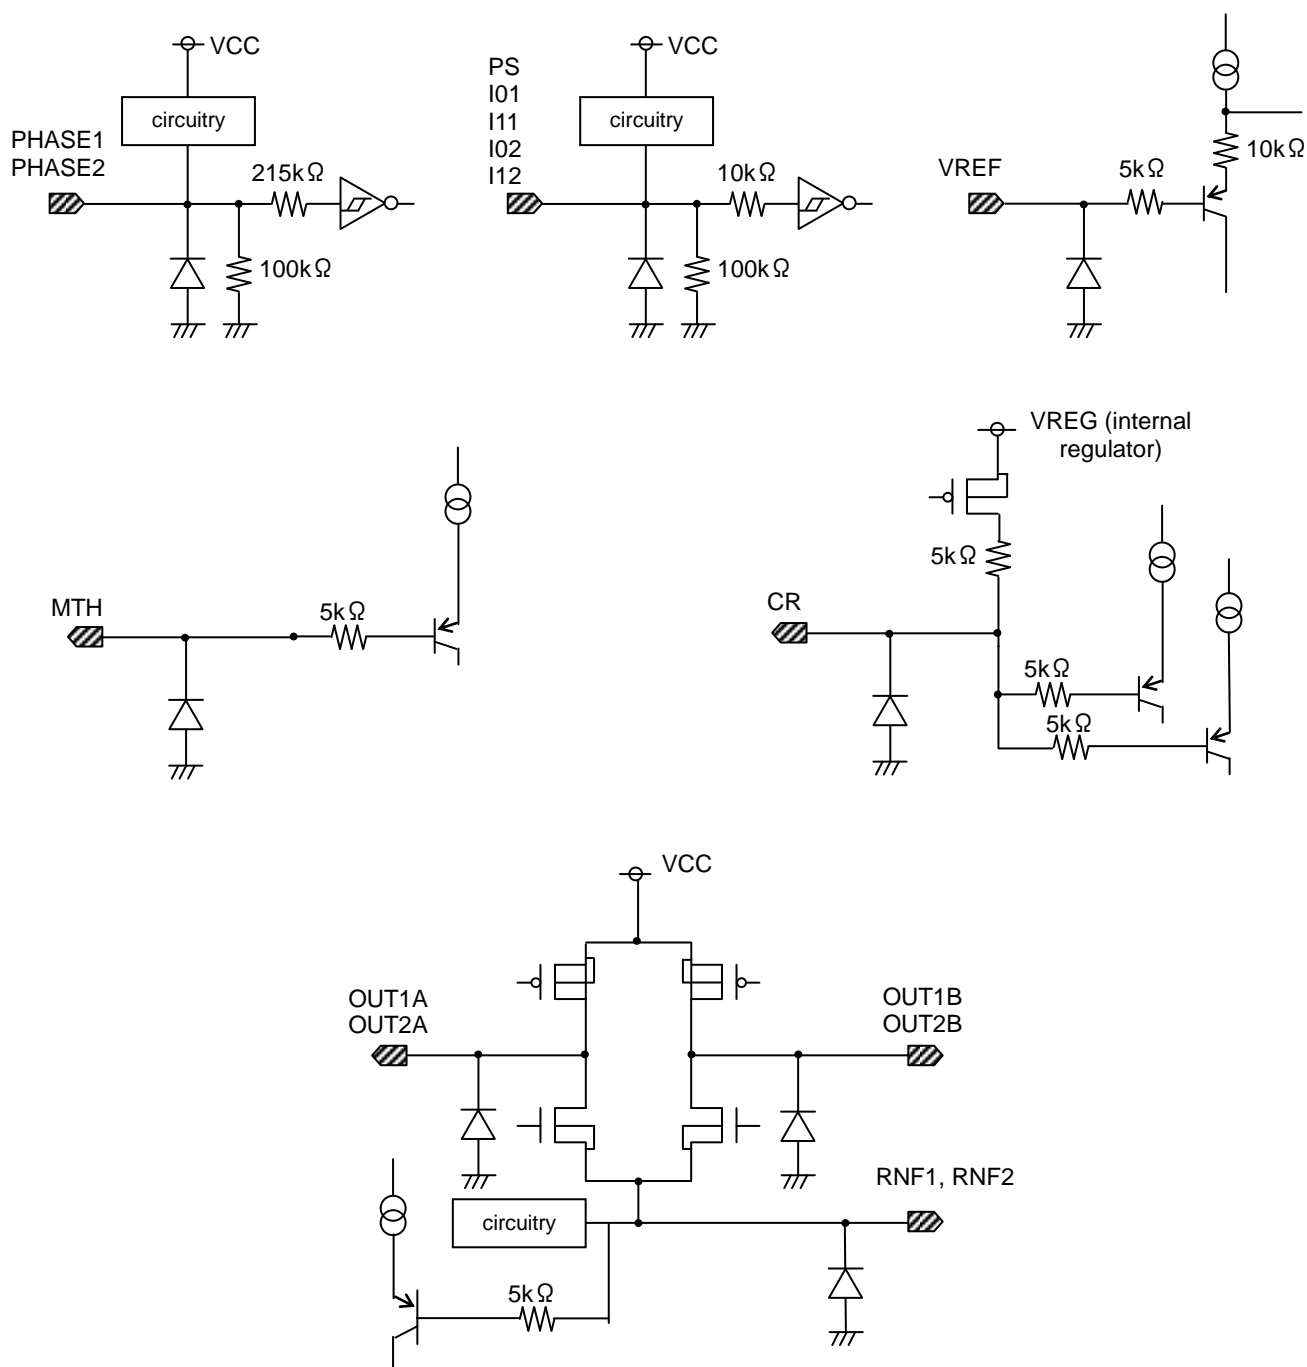 VCC
circuitry
PHASE1
PHASE2
215kΩ
100kΩ
VCC
PS
I01
I11
I02
I12
circuitry
10kΩ
100kΩ
VREF
5kΩ
10kΩ
MTH
5kΩ
VREG (internal
regulator)
5kΩ
CR
5kΩ
5kΩ
VCC
OUT1A
OUT2A
OUT1B
OUT2B
RNF1, RNF2
circuitry
5kΩ